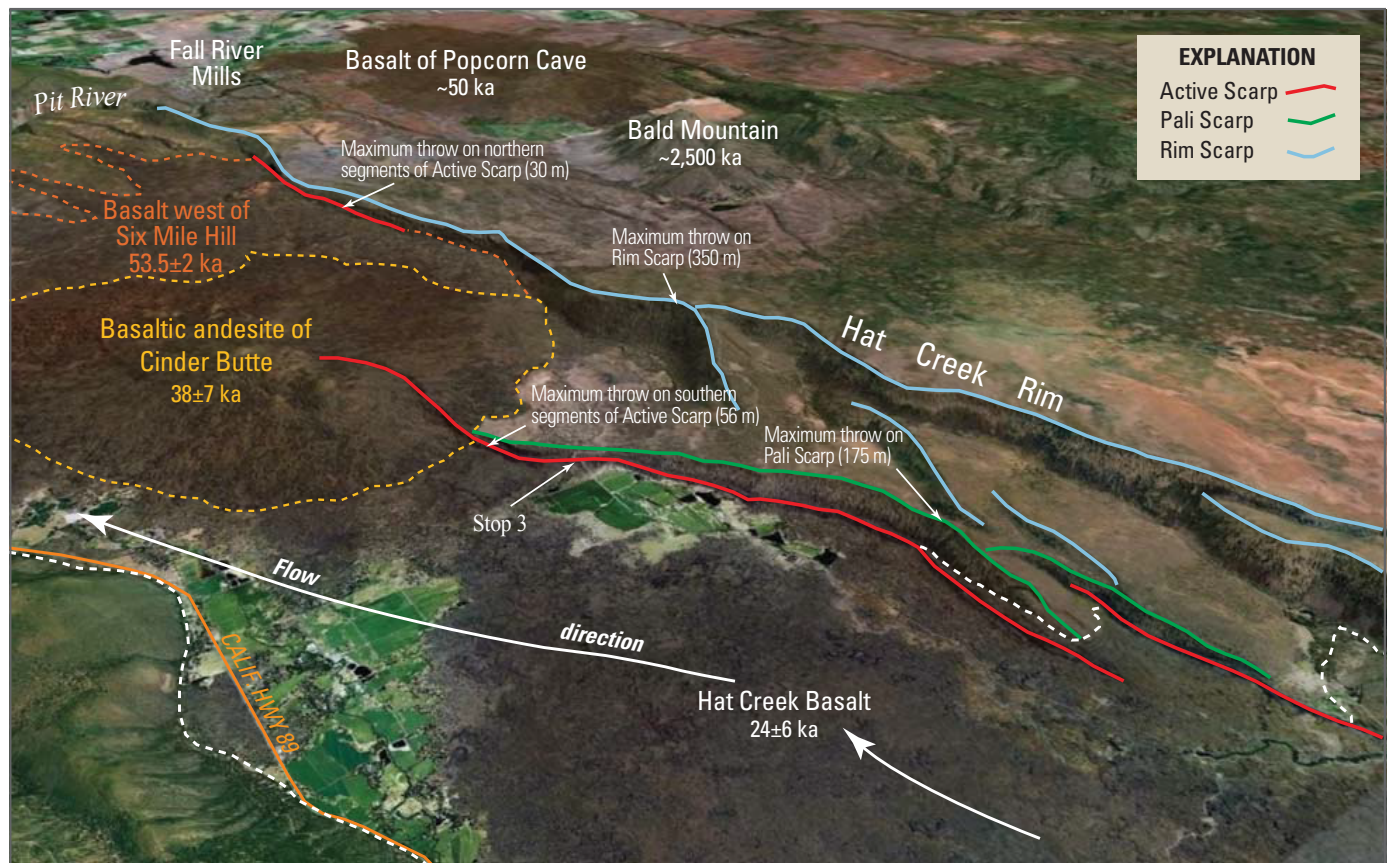 Fall River
Mills
Pit River
Basalt of Popcorn Cave
~50 ka
Bald Mountain
~2,500 ka
EXPLANATION
Active Scarp
Pali Scarp
Rim Scarp
Maximum throw on northern
segments of Active Scarp (30 m)
Basalt west of
Six Mile Hill
53.5±2 ka
Maximum throw on
Rim Scarp (350 m)
Hat Creek Rim
Basaltic andesite of
Cinder Butte
38±7 ka
Maximum throw on southern
segments of Active Scarp (56 m)
Maximum throw on
Pali Scarp (175 m)
Stop 3
Flow direction
CALIF. HWY 89
Hat Creek Basalt
24±6 ka